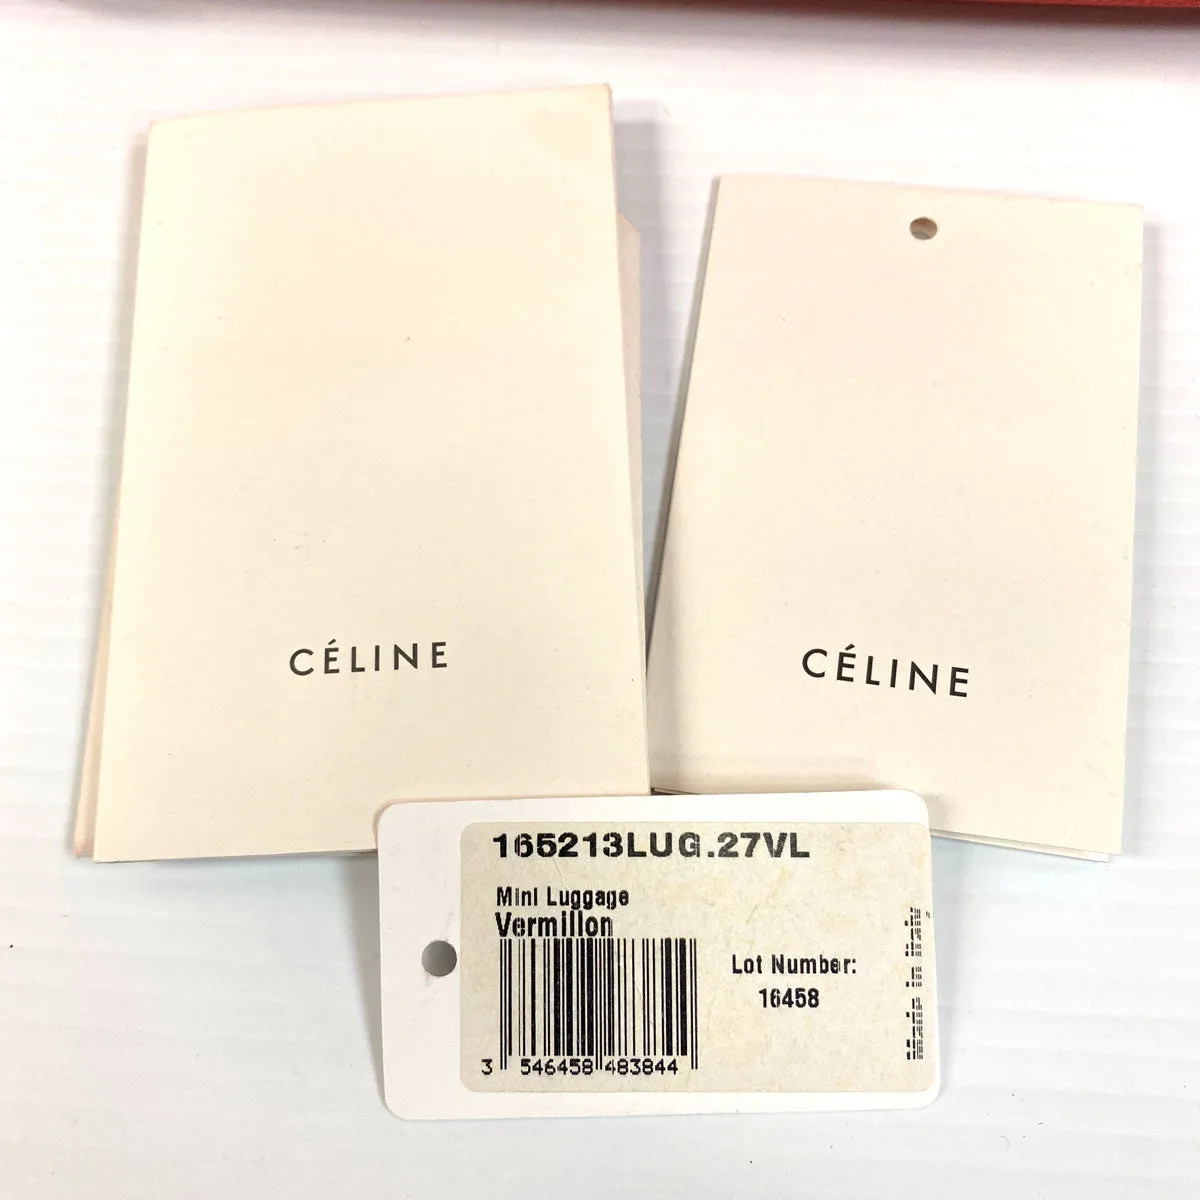 CÉLINE
CÉLINE
165213LUG.27VL
Mini Luggage
Vermillon
Lot Number:
16458
3 546458 483844
Made in Italy